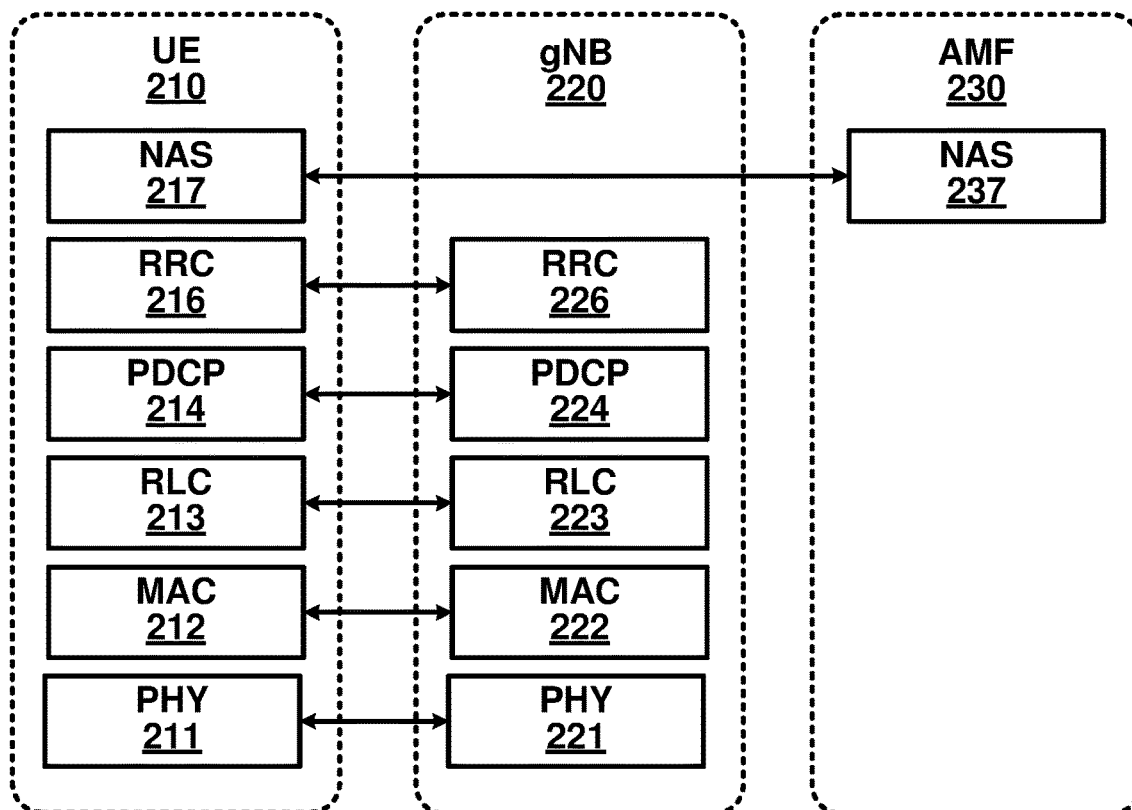 UE
210
gNB
220
AMF
230
NAS
217
NAS
237
RRC
216
RRC
226
PDCP
214
PDCP
224
RLC
213
RLC
223
MAC
212
MAC
222
PHY
211
PHY
221